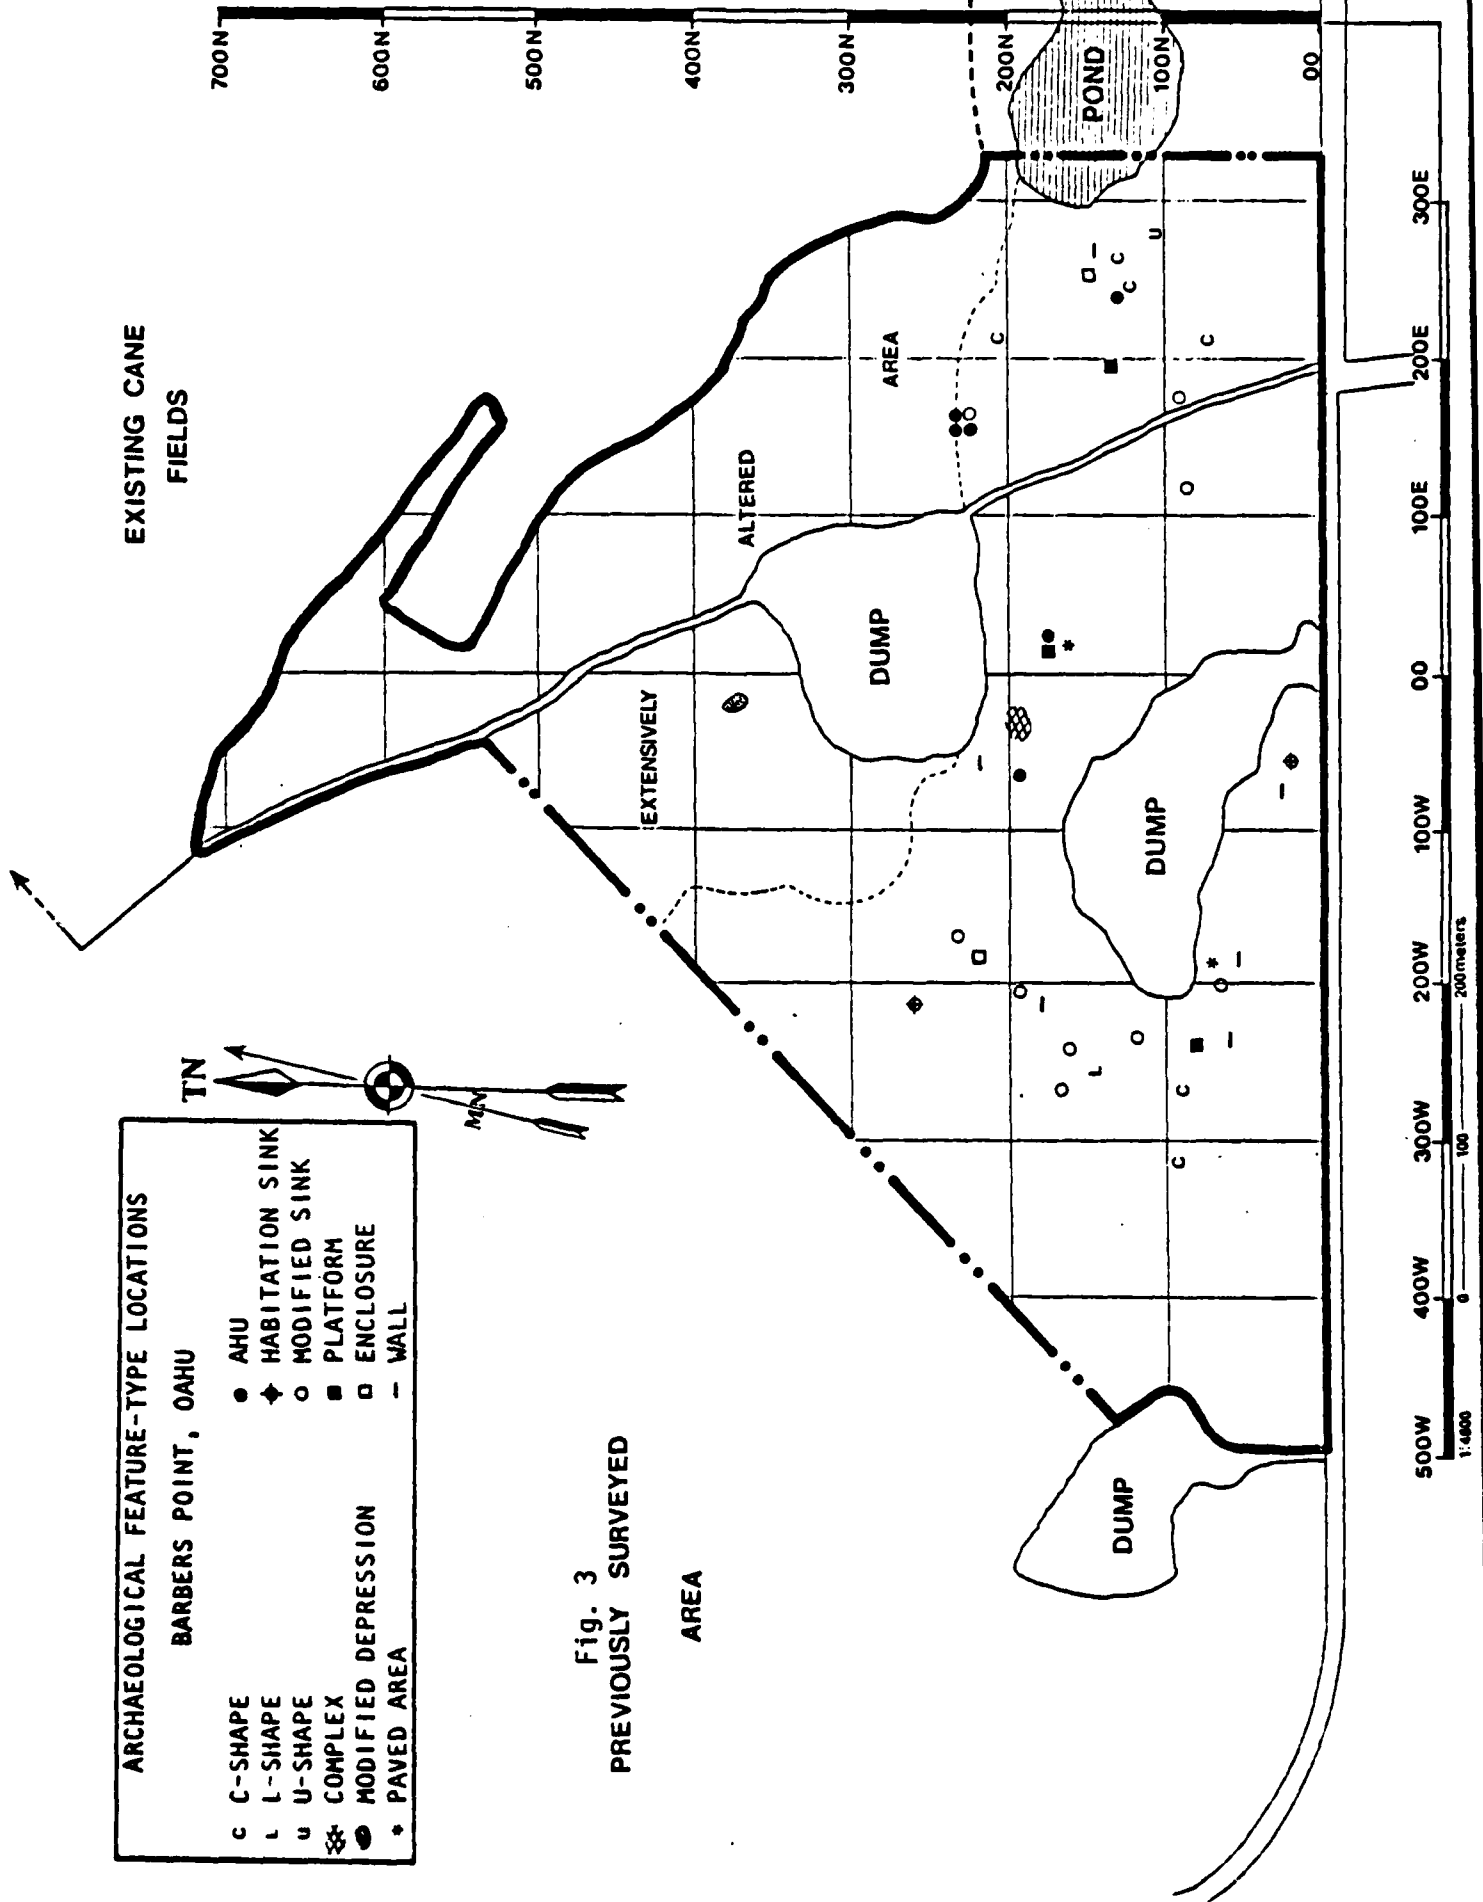 ARCHAEOLOGICAL FEATURE-TYPE LOCATIONS
BARBERS POINT, OAHU
c C-SHAPE
L L-SHAPE
u U-SHAPE
COMPLEX
MODIFIED DEPRESSION
* PAVED AREA
AHU
HABITATION SINK
MODIFIED SINK
PLATFORM
ENCLOSURE
WALL
TN
MN
EXISTING CANE
FIELDS
Fig. 3
PREVIOUSLY SURVEYED
AREA
EXTENSIVELY
ALTERED
AREA
DUMP
DUMP
DUMP
POND
700N
600N
500N
400N
300N
200N
100N
00
C
C
C
C
U
L
C
C
500W
400W
300W
200W
100W
00
100E
200E
300E
1:4800
0
100
200meters